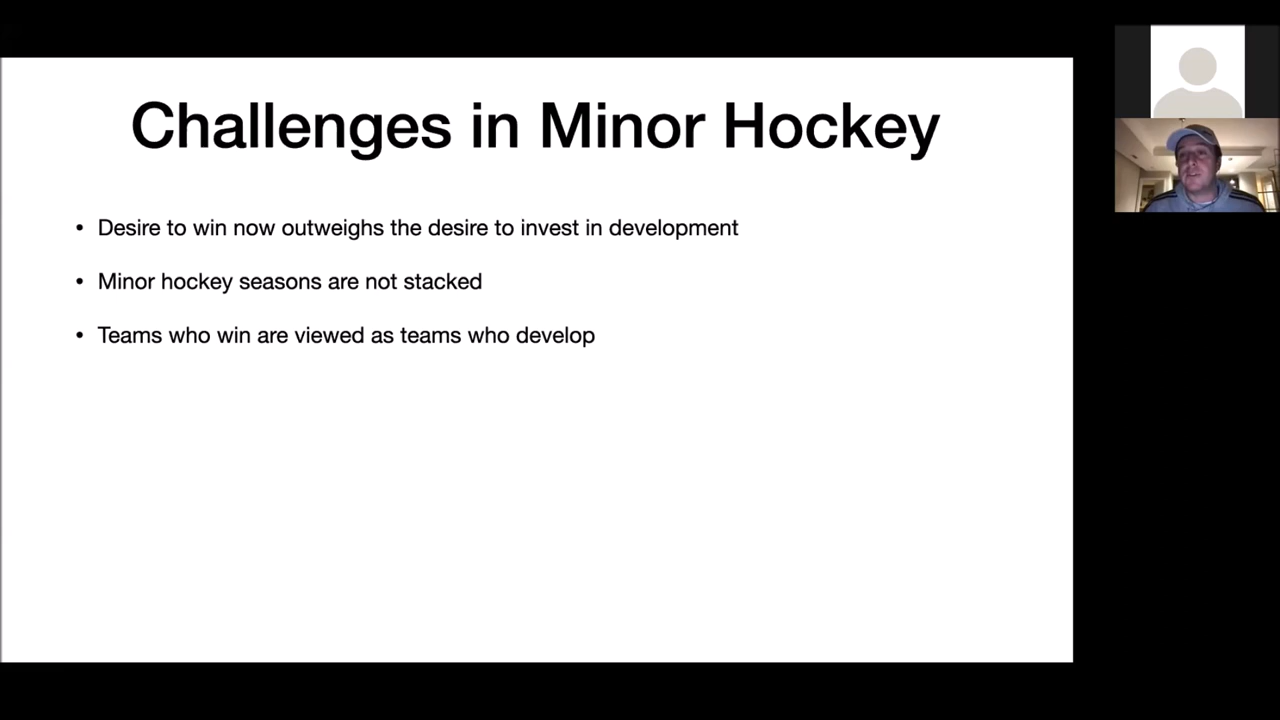 Challenges in Minor Hockey
• Desire to win now outweighs the desire to invest in development
• Minor hockey seasons are not stacked
• Teams who win are viewed as teams who develop